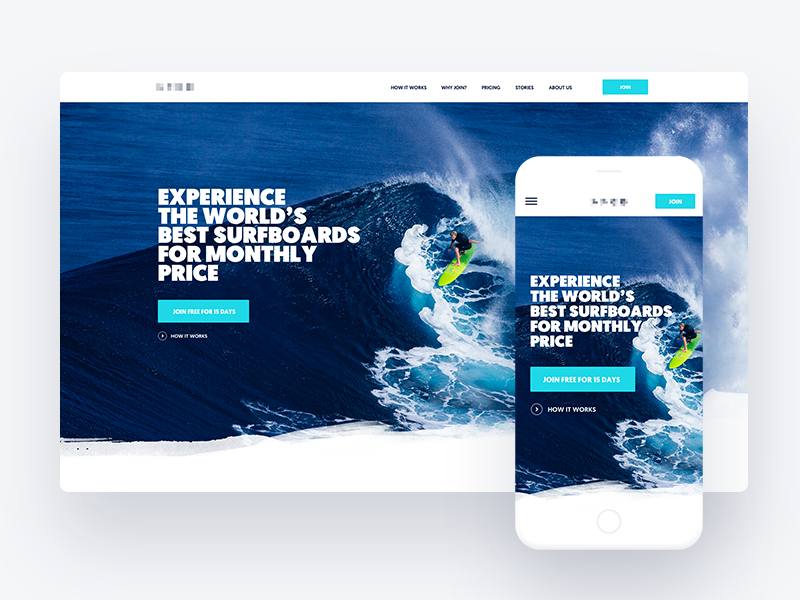 HOW IT WORKS WHY JOIN? PRICING STORIES ABOUT US JOIN
EXPERIENCE
THE WORLD'S
BEST SURFBOARDS
FOR MONTHLY
PRICE
JOIN FREE FOR 15 DAYS
HOW IT WORKS
JOIN
EXPERIENCE
THE WORLD'S
BEST SURFBOARDS
FOR MONTHLY
PRICE
JOIN FREE FOR 15 DAYS
HOW IT WORKS